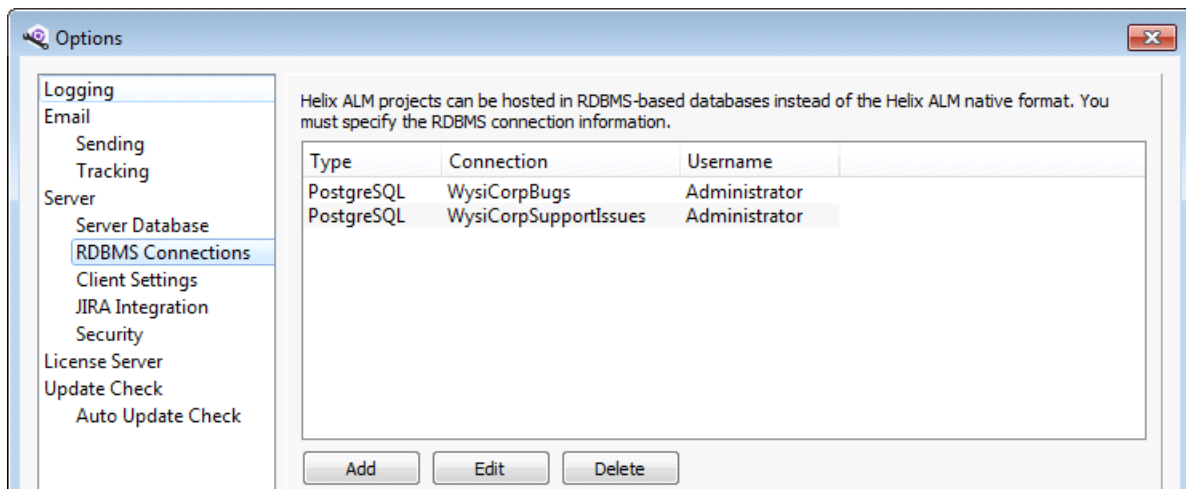 Options
Logging
Email
Sending
Tracking
Server
Server Database
RDBMS Connections
Client Settings
JIRA Integration
Security
License Server
Update Check
Auto Update Check
Helix ALM projects can be hosted in RDBMS-based databases instead of the Helix ALM native format. You
must specify the RDBMS connection information.
Type Connection Username
PostgreSQL WysiCorpBugs Administrator
PostgreSQL WysiCorpSupportIssues Administrator
Add Edit Delete